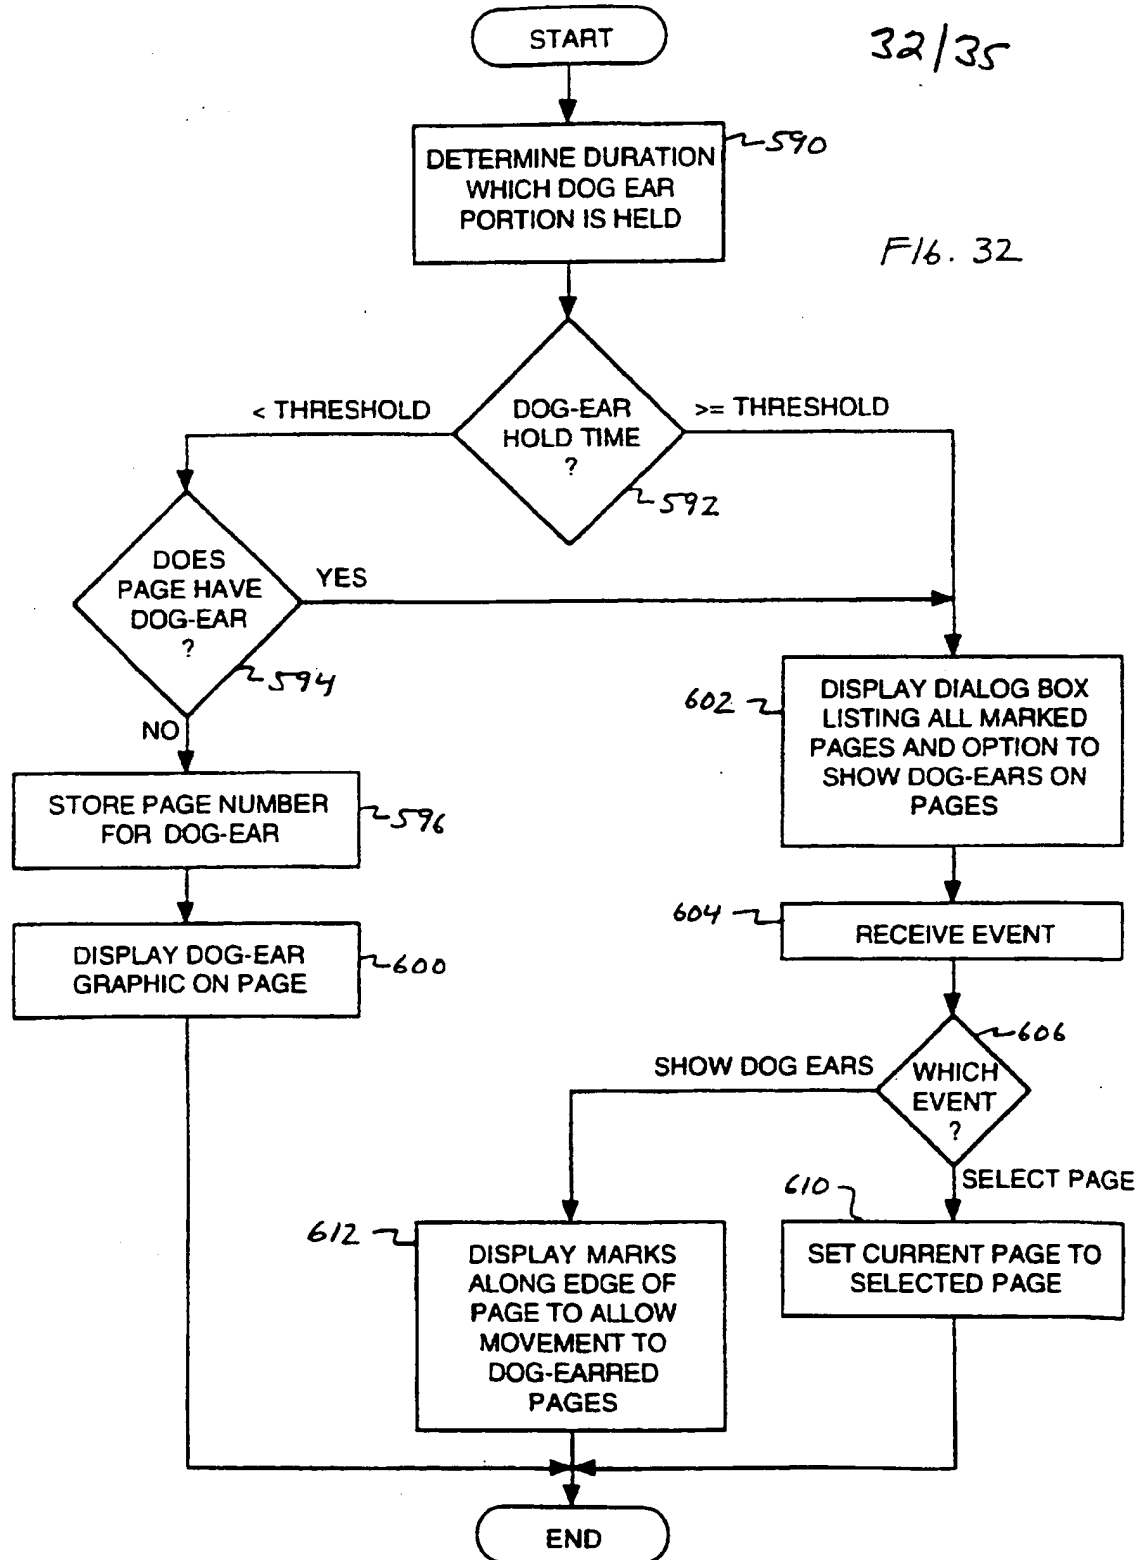 START
32/35
DETERMINE DURATION
WHICH DOG EAR
PORTION IS HELD
590
FIG. 32
< THRESHOLD
DOG-EAR
HOLD TIME
?
>= THRESHOLD
592
DOES
PAGE HAVE
DOG-EAR
?
YES
594
NO
602
DISPLAY DIALOG BOX
LISTING ALL MARKED
PAGES AND OPTION TO
SHOW DOG-EARS ON
PAGES
STORE PAGE NUMBER
FOR DOG-EAR
596
604
RECEIVE EVENT
DISPLAY DOG-EAR
GRAPHIC ON PAGE
600
606
SHOW DOG EARS
WHICH
EVENT
?
SELECT PAGE
610
612
DISPLAY MARKS
ALONG EDGE OF
PAGE TO ALLOW
MOVEMENT TO
DOG-EARRED
PAGES
SET CURRENT PAGE TO
SELECTED PAGE
END